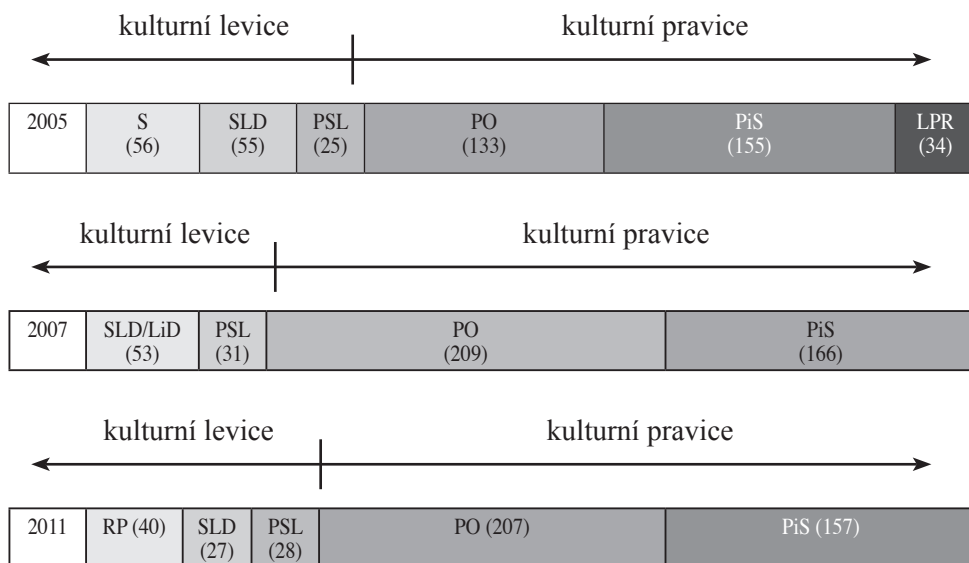 kulturní levice kulturní pravice
2005 S SLD PSL PO PiS LPR
(56) (55) (25) (133) (155) (34)
kulturní levice kulturní pravice
2007 SLD/LiD PSL PO PiS
(53) (31) (209) (166)
kulturní levice kulturní pravice
2011 RP (40) SLD PSL PO (207) PiS (157)
(27) (28)